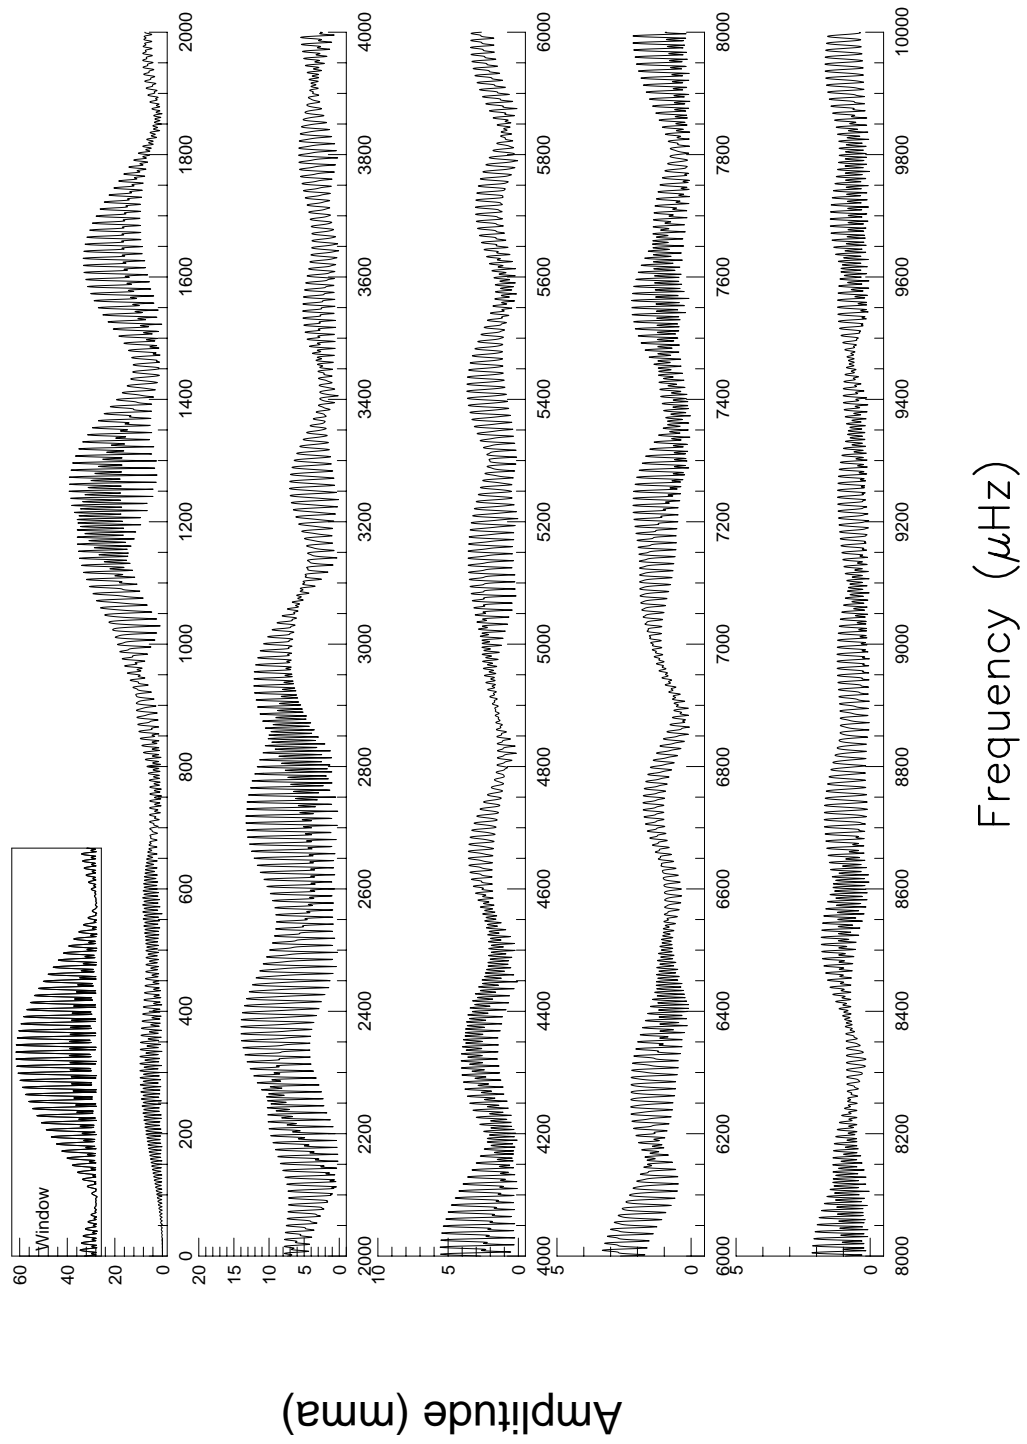 Window
60
40
20
0
0 200 400 600 800 1000 1200 1400 1600 1800 2000
20
15
10
5
0
2000 2200 2400 2600 2800 3000 3200 3400 3600 3800 4000
10
5
0
4000 4200 4400 4600 4800 5000 5200 5400 5600 5800 6000
5
0
6000 6200 6400 6600 6800 7000 7200 7400 7600 7800 8000
5
0
8000 8200 8400 8600 8800 9000 9200 9400 9600 9800 10000
Amplitude (mma)
Frequency (μHz)